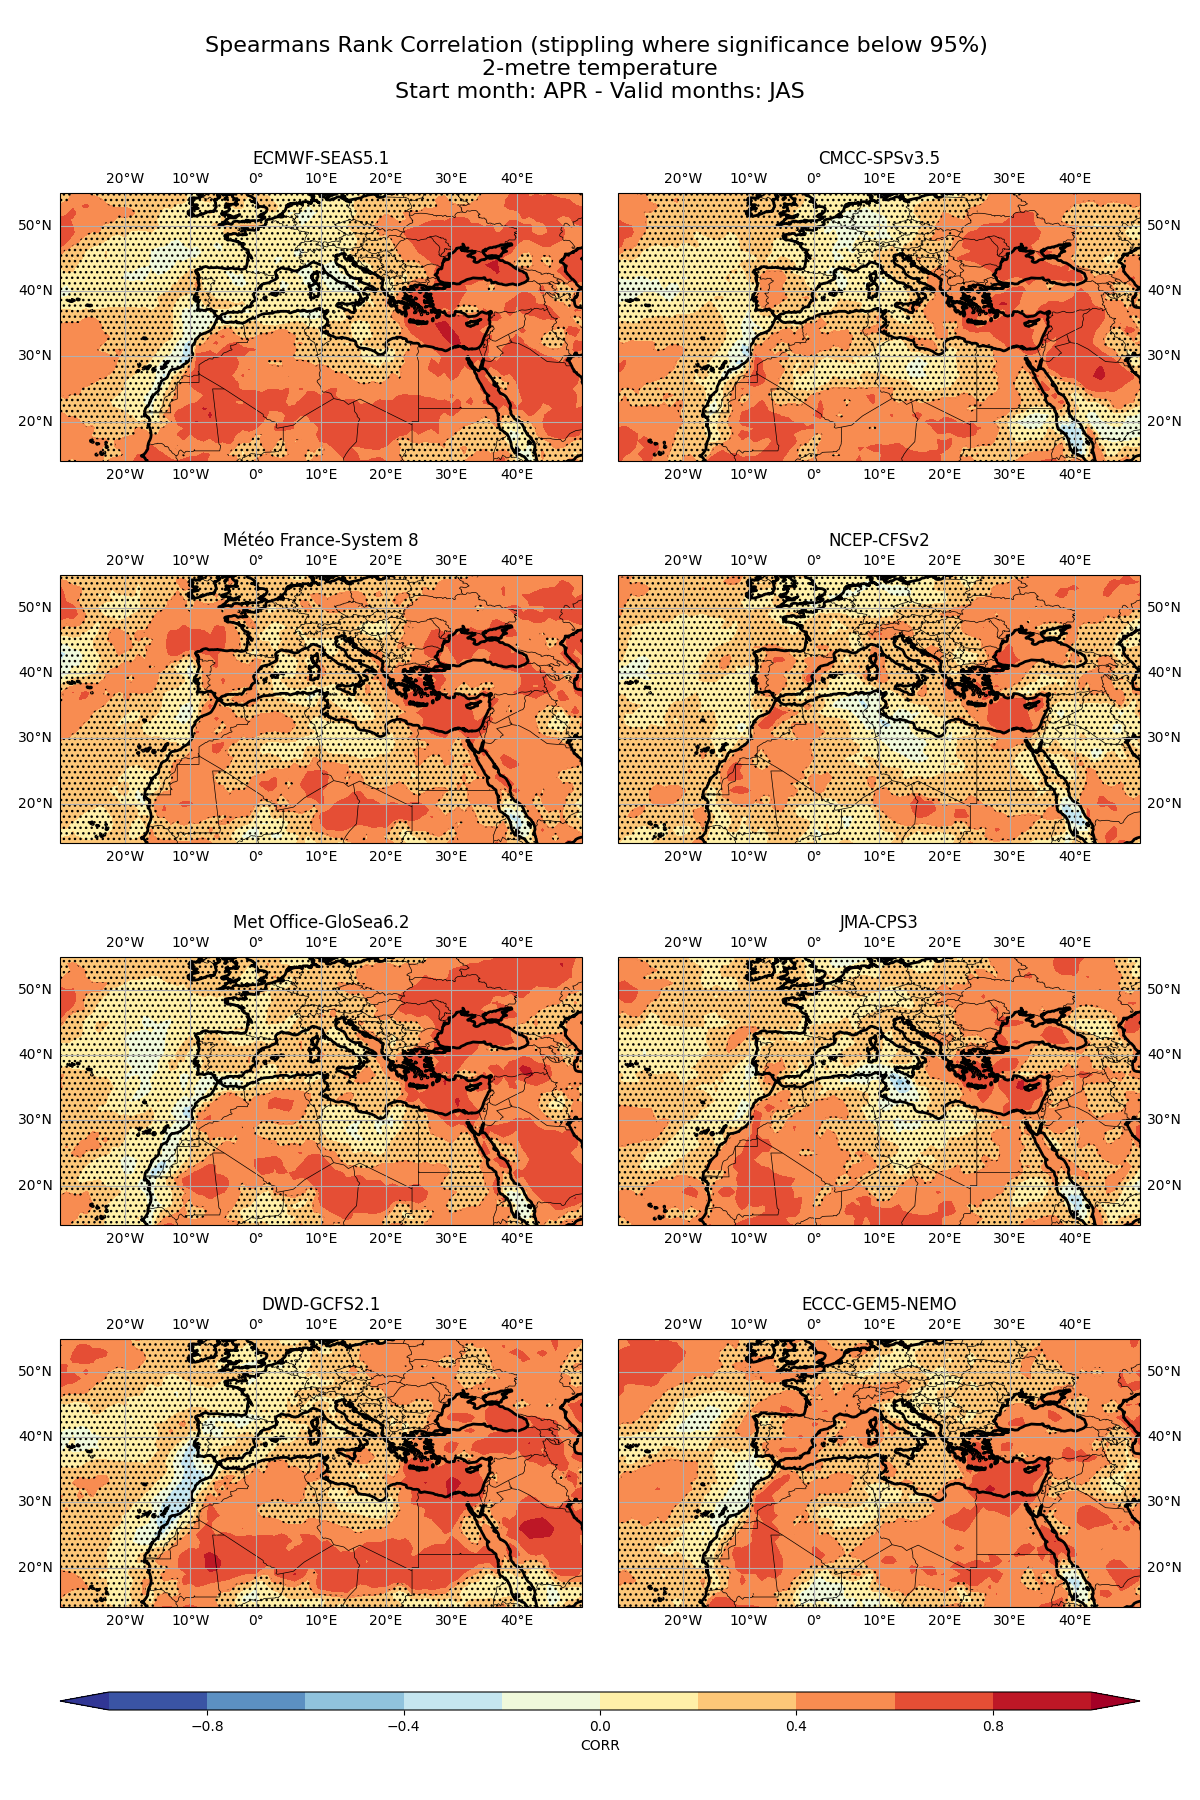 Spearmans Rank Correlation (stippling where significance below 95%)
2-metre temperature
Start month: APR - Valid months: JAS
ECMWF-SEAS5.1 CMCC-SPSv3.5
20°W 10°W 0° 10°E 20°E 30°E 40°E 20°W 10°W 0° 10°E 20°E 30°E 40°E
50°N 50°N
40°N 40°N
30°N 30°N
20°N 20°N
20°W 10°W 0° 10°E 20°E 30°E 40°E 20°W 10°W 0° 10°E 20°E 30°E 40°E
Météo France-System 8 NCEP-CFSv2
20°W 10°W 0° 10°E 20°E 30°E 40°E 20°W 10°W 0° 10°E 20°E 30°E 40°E
50°N 50°N
40°N 40°N
30°N 30°N
20°N 20°N
20°W 10°W 0° 10°E 20°E 30°E 40°E 20°W 10°W 0° 10°E 20°E 30°E 40°E
Met Office-GloSea6.2 JMA-CPS3
20°W 10°W 0° 10°E 20°E 30°E 40°E 20°W 10°W 0° 10°E 20°E 30°E 40°E
50°N 50°N
40°N 40°N
30°N 30°N
20°N 20°N
20°W 10°W 0° 10°E 20°E 30°E 40°E 20°W 10°W 0° 10°E 20°E 30°E 40°E
DWD-GCFS2.1 ECCC-GEM5-NEMO
20°W 10°W 0° 10°E 20°E 30°E 40°E 20°W 10°W 0° 10°E 20°E 30°E 40°E
50°N 50°N
40°N 40°N
30°N 30°N
20°N 20°N
20°W 10°W 0° 10°E 20°E 30°E 40°E 20°W 10°W 0° 10°E 20°E 30°E 40°E
−0.8 −0.4 0.0 0.4 0.8
CORR